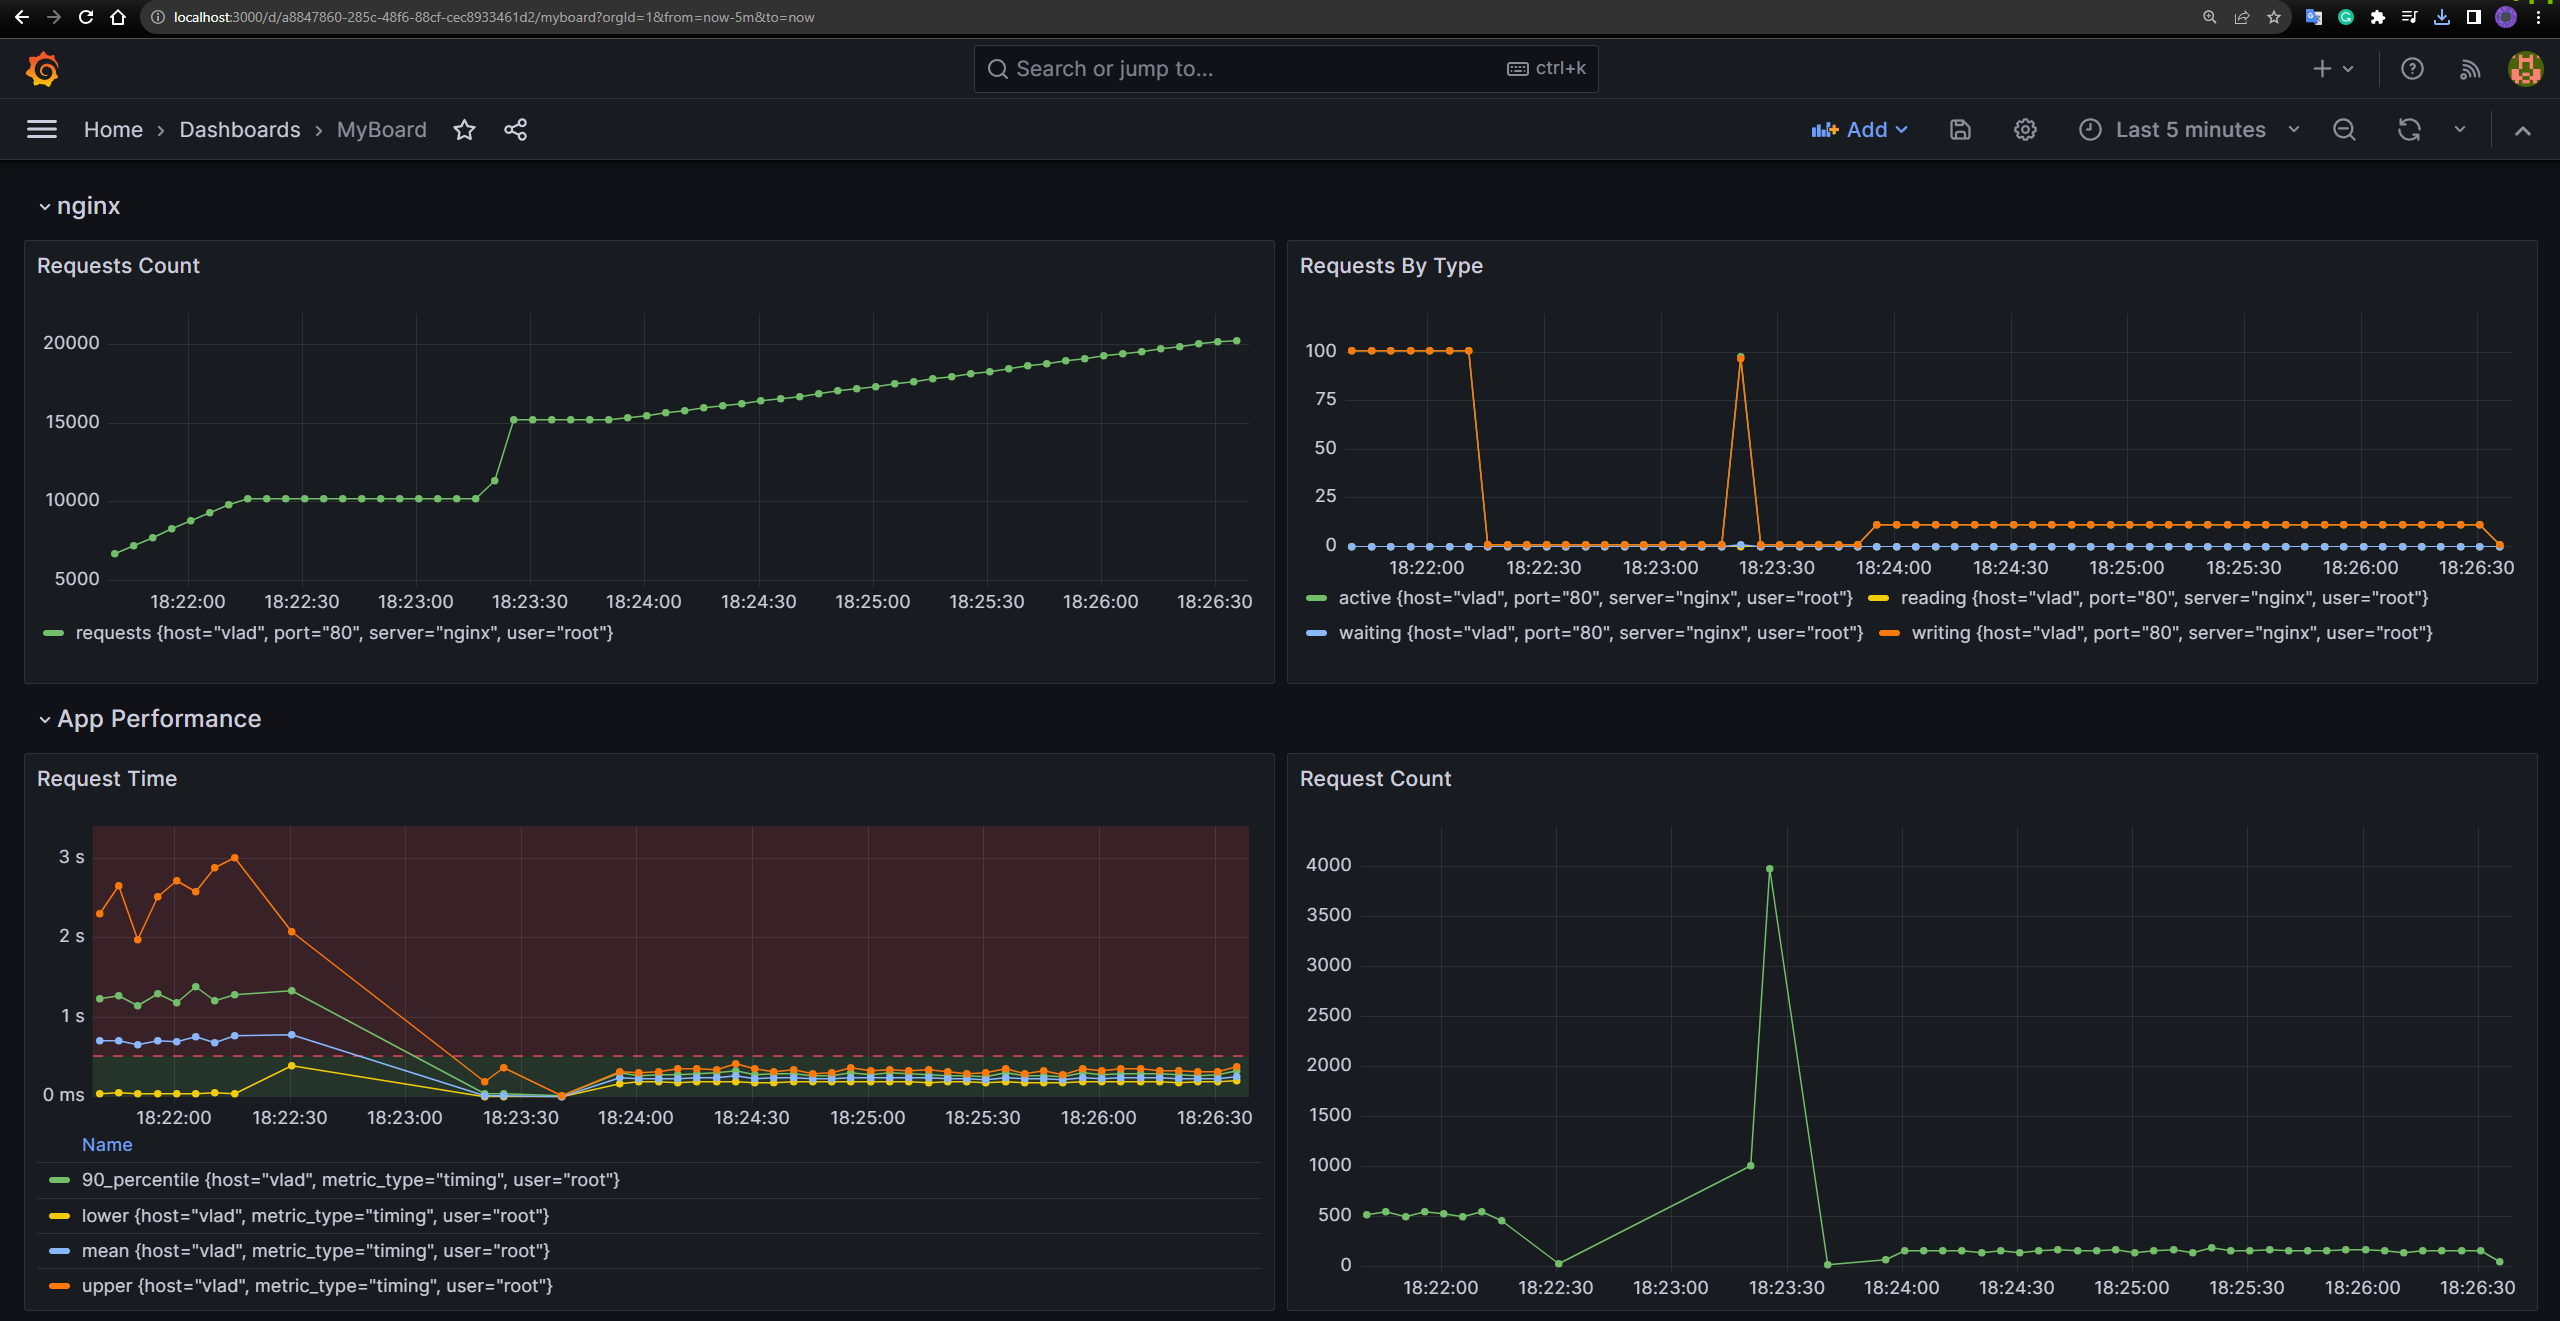 localhost:3000/d/a8847860-285c-48f6-88cf-cec8933461d2/myboard?orgId=1&from=now-5m&to=now
Search or jump to... ctrl+k
Home › Dashboards › MyBoard Add Last 5 minutes
nginx
Requests Count
20000
15000
10000
5000
18:22:00 18:22:30 18:23:00 18:23:30 18:24:00 18:24:30 18:25:00 18:25:30 18:26:00 18:26:30
requests {host="vlad", port="80", server="nginx", user="root"}
Requests By Type
100
75
50
25
0
18:22:00 18:22:30 18:23:00 18:23:30 18:24:00 18:24:30 18:25:00 18:25:30 18:26:00 18:26:30
active {host="vlad", port="80", server="nginx", user="root"} reading {host="vlad", port="80", server="nginx", user="root"}
waiting {host="vlad", port="80", server="nginx", user="root"} writing {host="vlad", port="80", server="nginx", user="root"}
App Performance
Request Time
3 s
2 s
1 s
0 ms
18:22:00 18:22:30 18:23:00 18:23:30 18:24:00 18:24:30 18:25:00 18:25:30 18:26:00 18:26:30
Name
90_percentile {host="vlad", metric_type="timing", user="root"}
lower {host="vlad", metric_type="timing", user="root"}
mean {host="vlad", metric_type="timing", user="root"}
upper {host="vlad", metric_type="timing", user="root"}
Request Count
4000
3500
3000
2500
2000
1500
1000
500
0
18:22:00 18:22:30 18:23:00 18:23:30 18:24:00 18:24:30 18:25:00 18:25:30 18:26:00 18:26:30